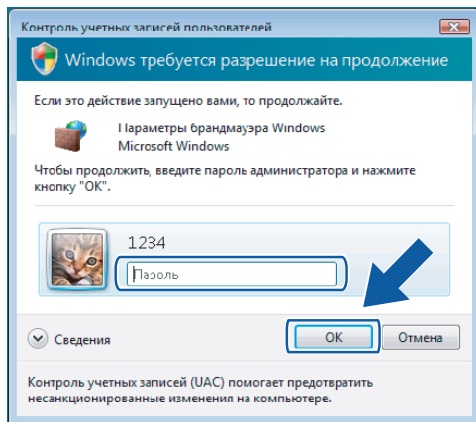 Контроль учетных записей пользователей
Windows требуется разрешение на продолжение
Если это действие запущено вами, то продолжайте.
Параметры брандмауэра Windows
Microsoft Windows
Чтобы продолжить, введите пароль администратора и нажмите
кнопку "ОК".
1234
Пароль
Сведения
ОК
Отмена
Контроль учетных записей (UAC) помогает предотвратить
несанкционированные изменения на компьютере.